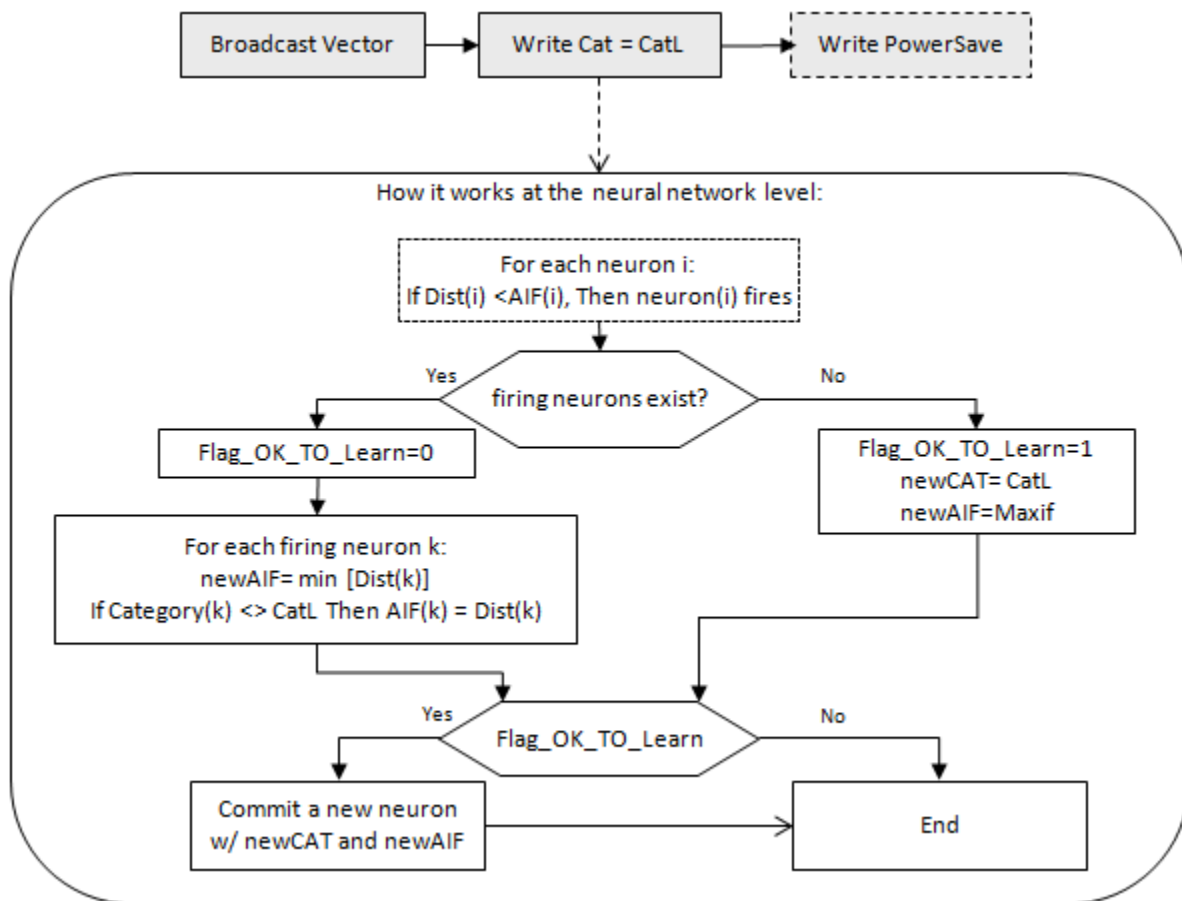 Broadcast Vector
Write Cat = CatL
Write PowerSave
How it works at the neural network level:
For each neuron i:
If Dist(i) <AIF(i), Then neuron(i) fires
Yes
firing neurons exist?
No
Flag_OK_TO_Learn=0
Flag_OK_TO_Learn=1
newCAT= CatL
newAIF=Maxif
For each firing neuron k:
newAIF= min [Dist(k)]
If Category(k) <> CatL Then AIF(k) = Dist(k)
Yes
Flag_OK_TO_Learn
No
Commit a new neuron
w/ newCAT and newAIF
End